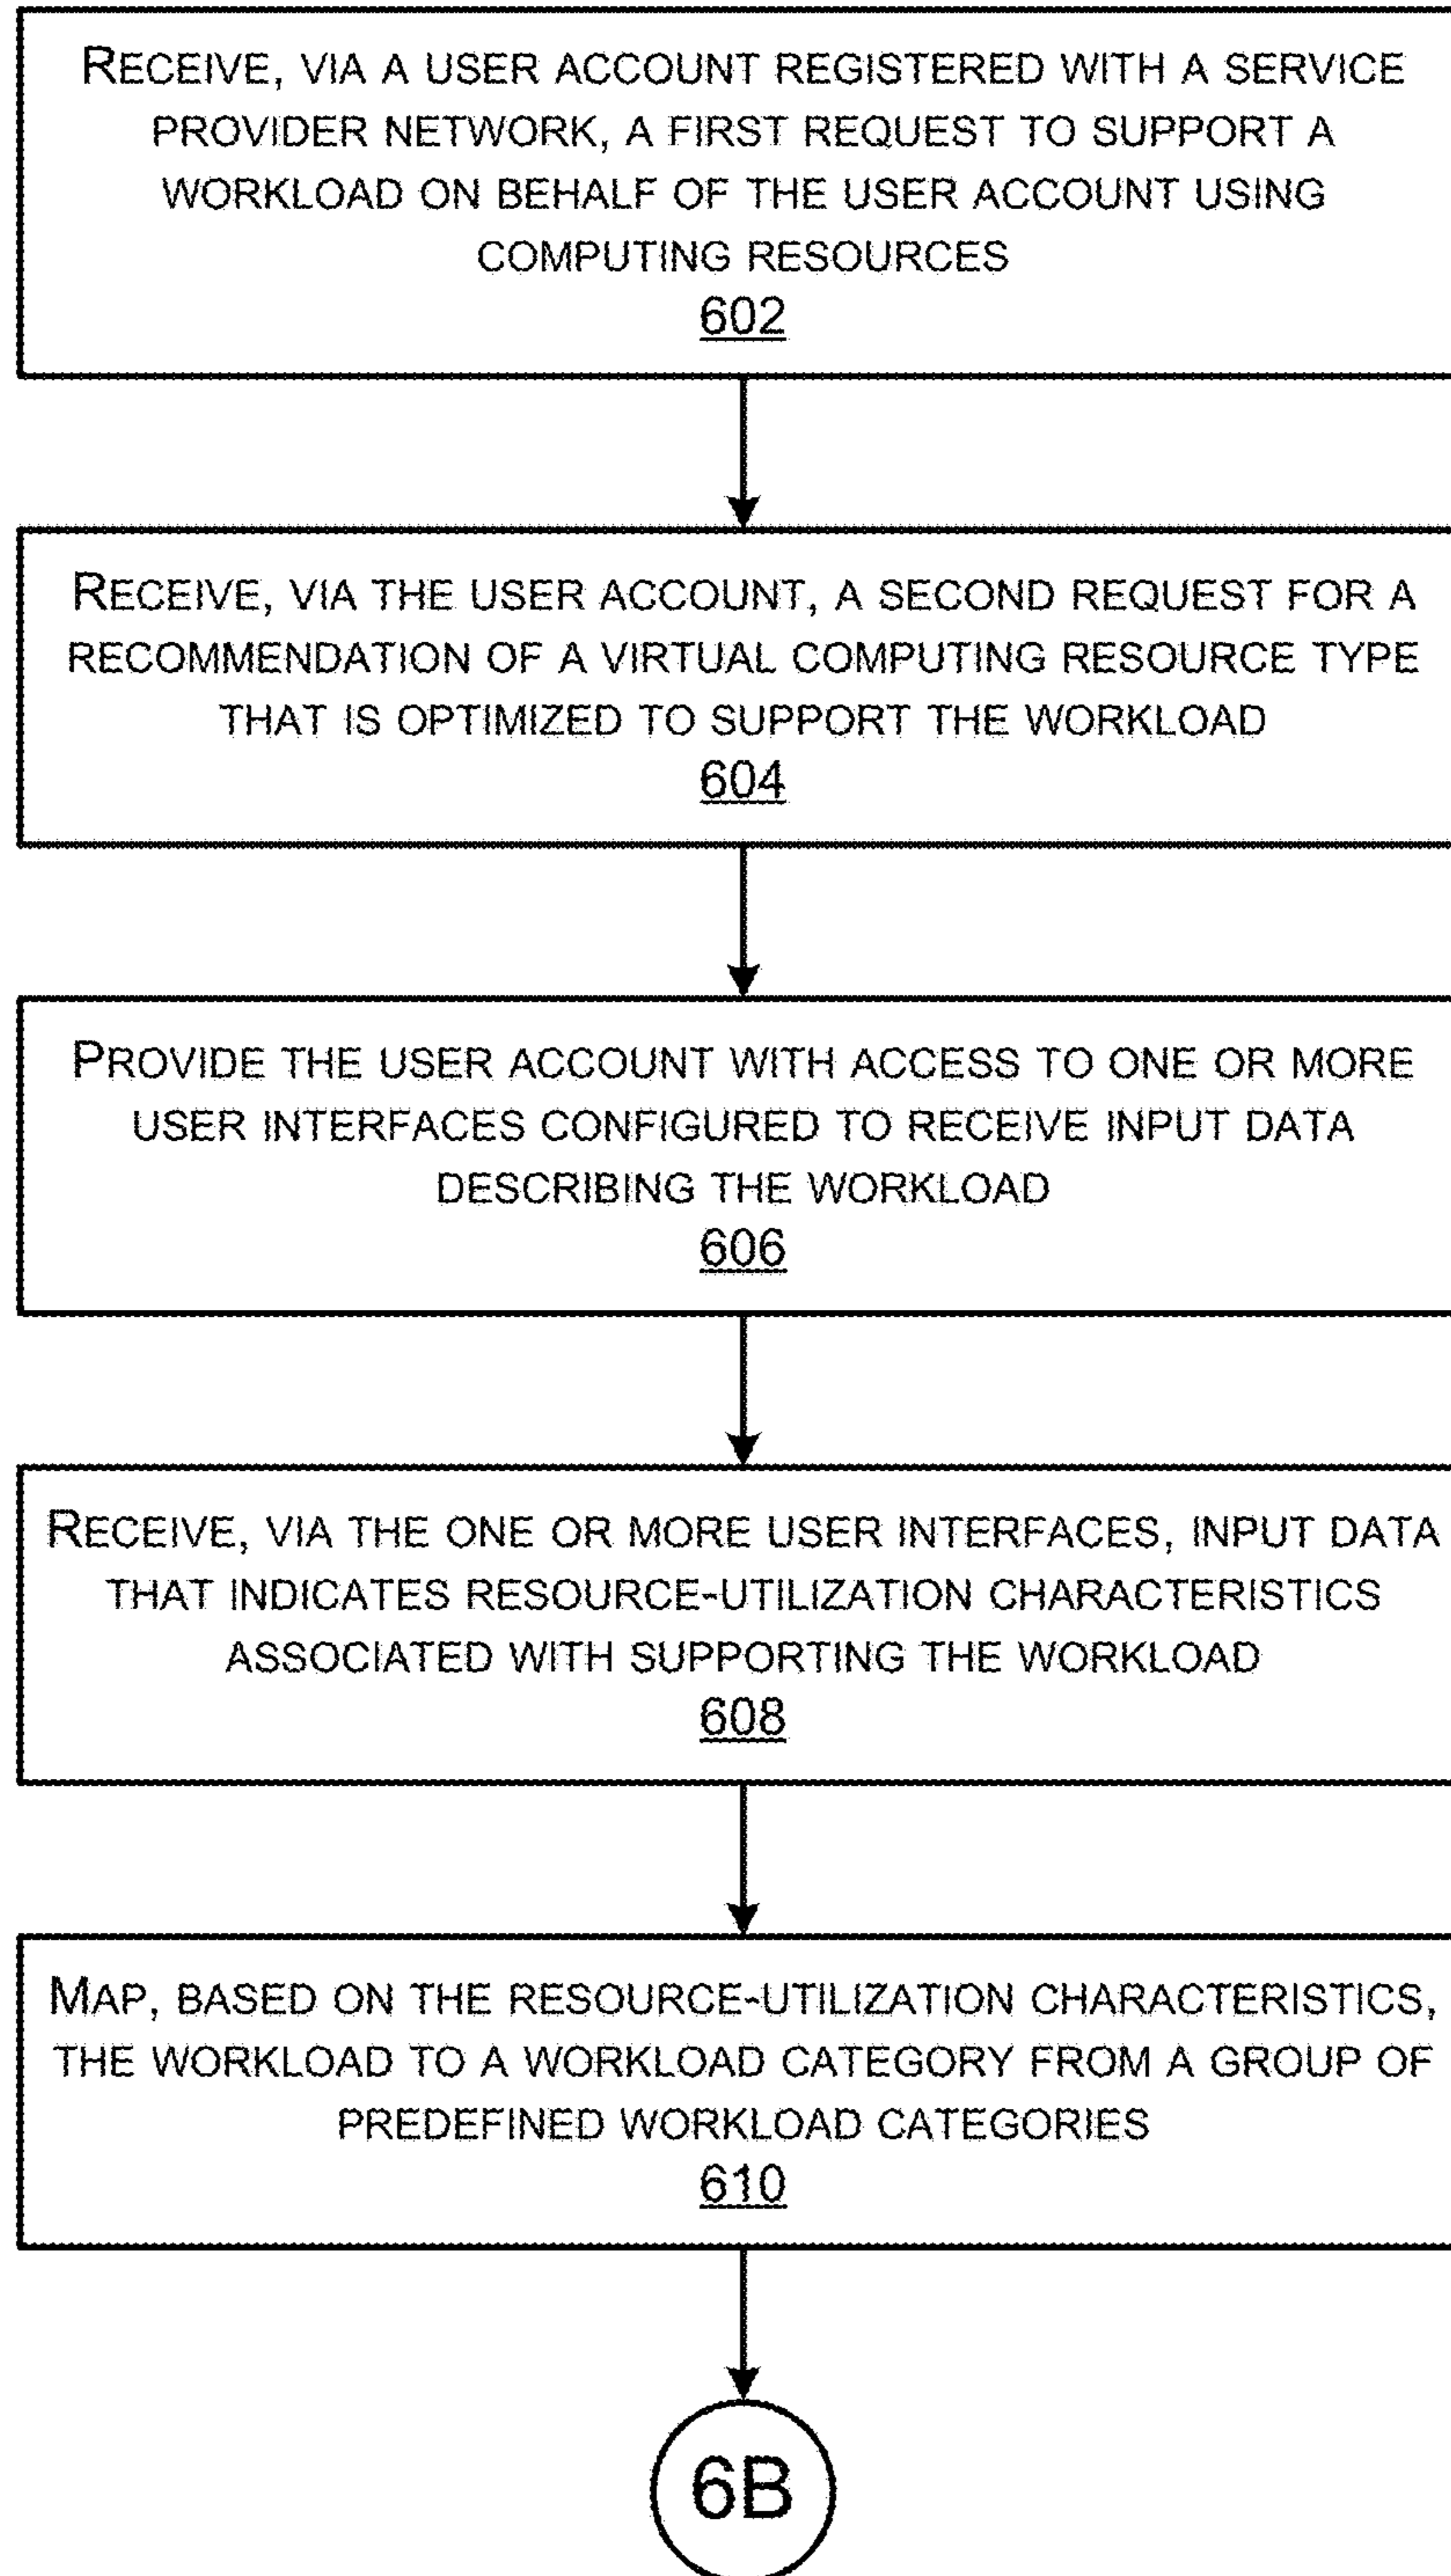 RECEIVE, VIA A USER ACCOUNT REGISTERED WITH A SERVICE
PROVIDER NETWORK, A FIRST REQUEST TO SUPPORT A
WORKLOAD ON BEHALF OF THE USER ACCOUNT USING
COMPUTING RESOURCES
602
RECEIVE, VIA THE USER ACCOUNT, A SECOND REQUEST FOR A
RECOMMENDATION OF A VIRTUAL COMPUTING RESOURCE TYPE
THAT IS OPTIMIZED TO SUPPORT THE WORKLOAD
604
PROVIDE THE USER ACCOUNT WITH ACCESS TO ONE OR MORE
USER INTERFACES CONFIGURED TO RECEIVE INPUT DATA
DESCRIBING THE WORKLOAD
606
RECEIVE, VIA THE ONE OR MORE USER INTERFACES, INPUT DATA
THAT INDICATES RESOURCE-UTILIZATION CHARACTERISTICS
ASSOCIATED WITH SUPPORTING THE WORKLOAD
608
MAP, BASED ON THE RESOURCE-UTILIZATION CHARACTERISTICS,
THE WORKLOAD TO A WORKLOAD CATEGORY FROM A GROUP OF
PREDEFINED WORKLOAD CATEGORIES
610
6B